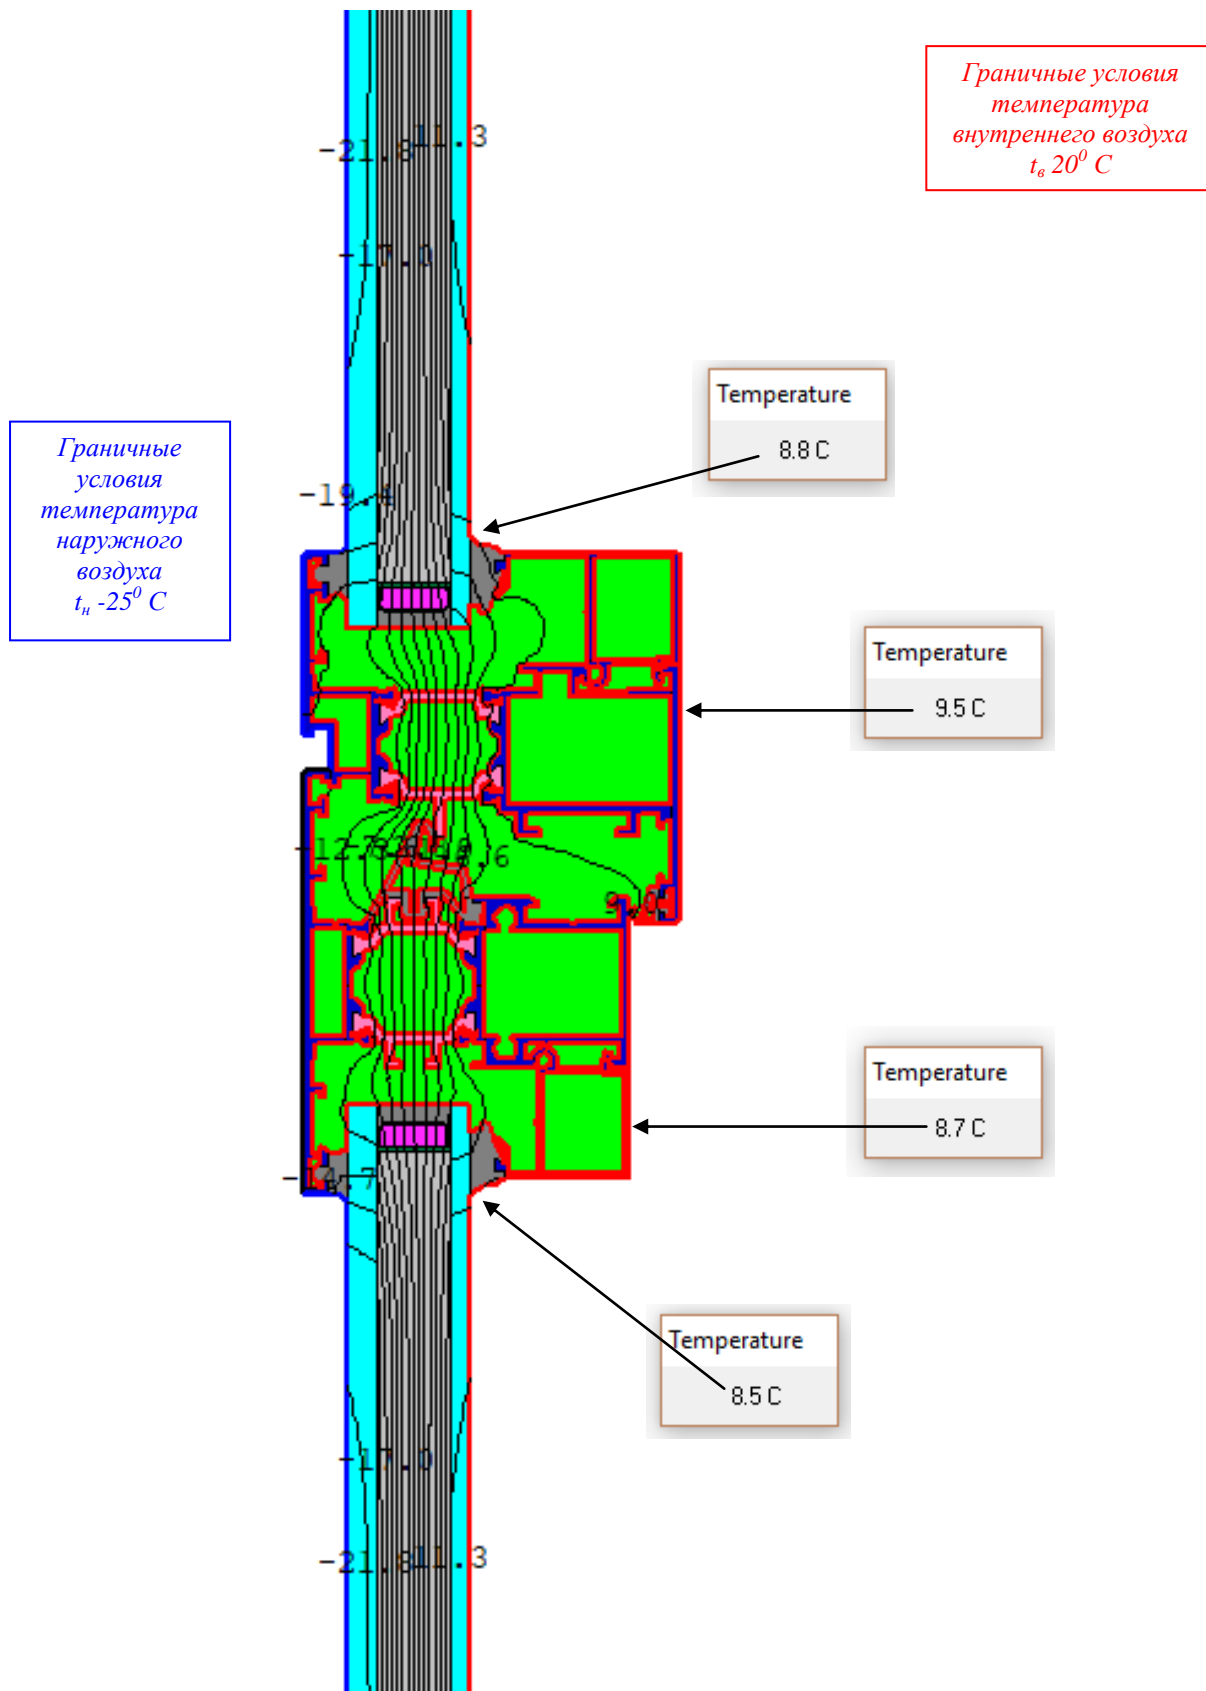 Граничные условия
температура
внутреннего воздуха
tв 20⁰ C
-21.8
11.3
-17.0
Temperature
8.8 C
Граничные
условия
температура
наружного
воздуха
tн -25⁰ C
-19.4
Temperature
9.5 C
9.0
Temperature
8.7 C
Temperature
8.5 C
-17.0
-21.8
11.3